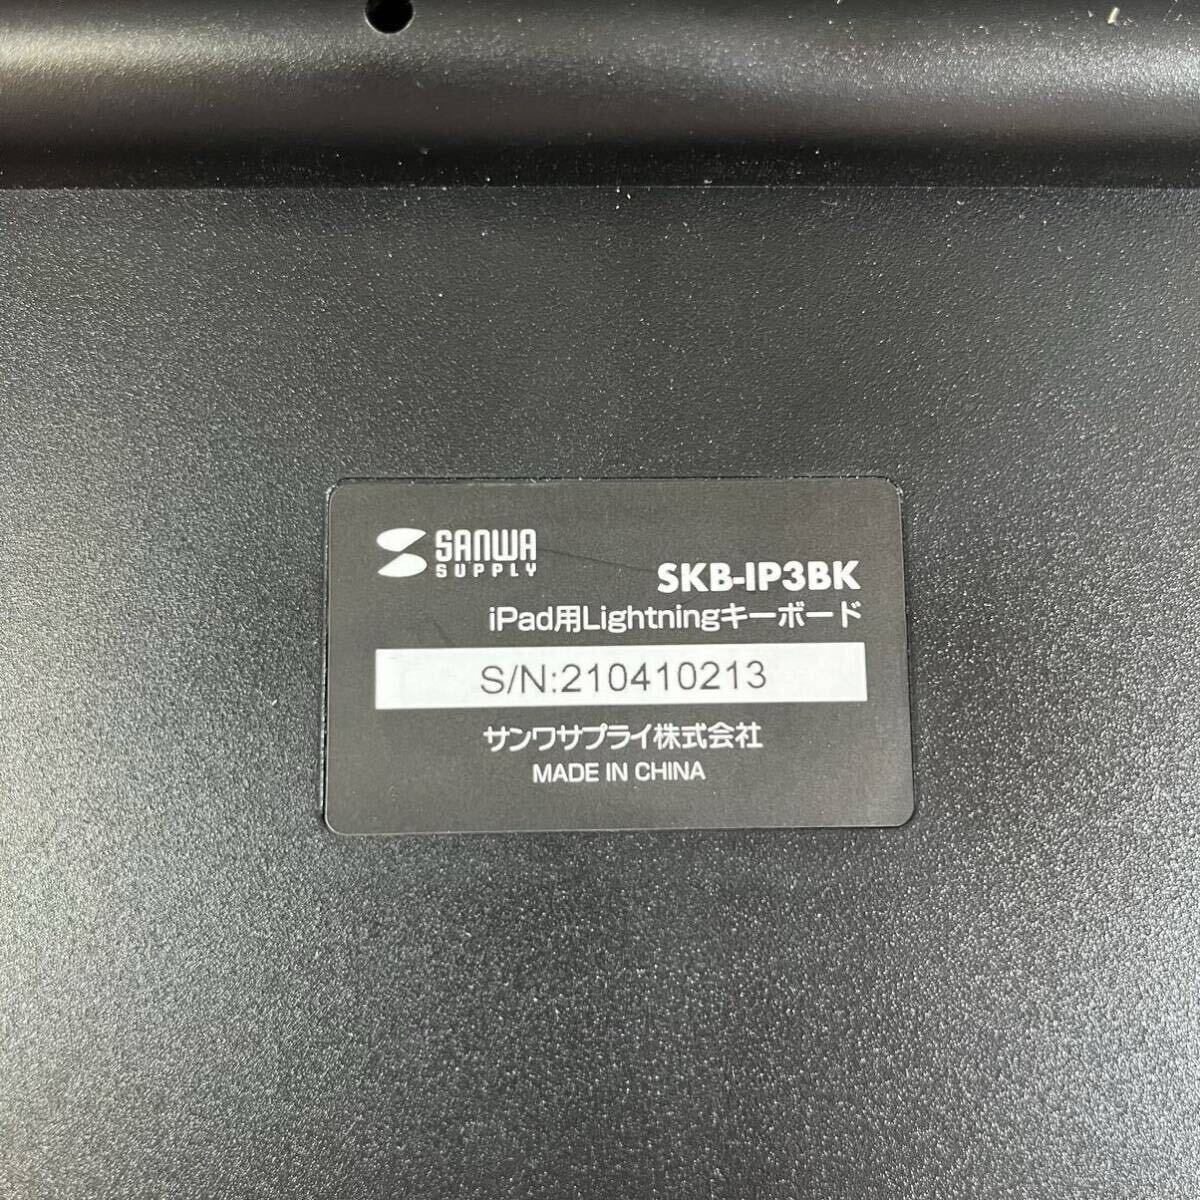 SANWA
SUPPLY
SKB-IP3BK
iPad用Lightningキーボード
S/N:210410213
サンワサプライ株式会社
MADE IN CHINA